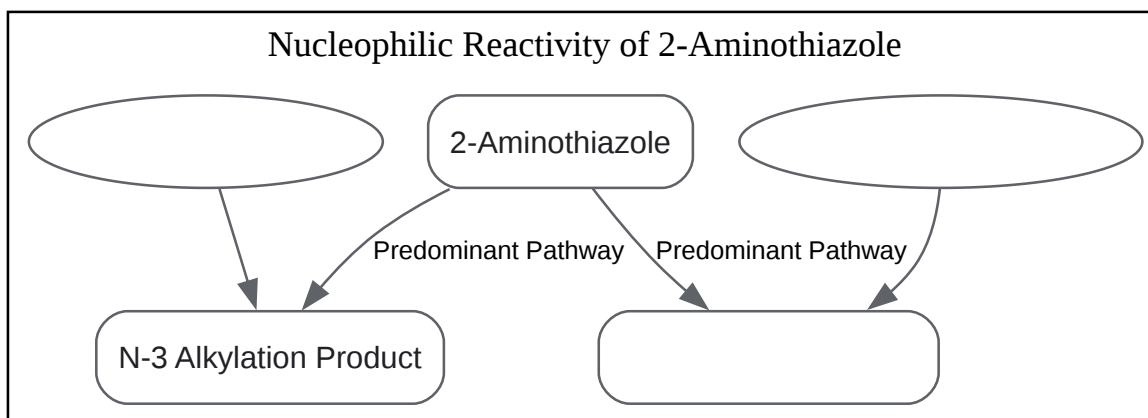 Nucleophilic Reactivity of 2-Aminothiazole
2-Aminothiazole
Predominant Pathway
Predominant Pathway
N-3 Alkylation Product